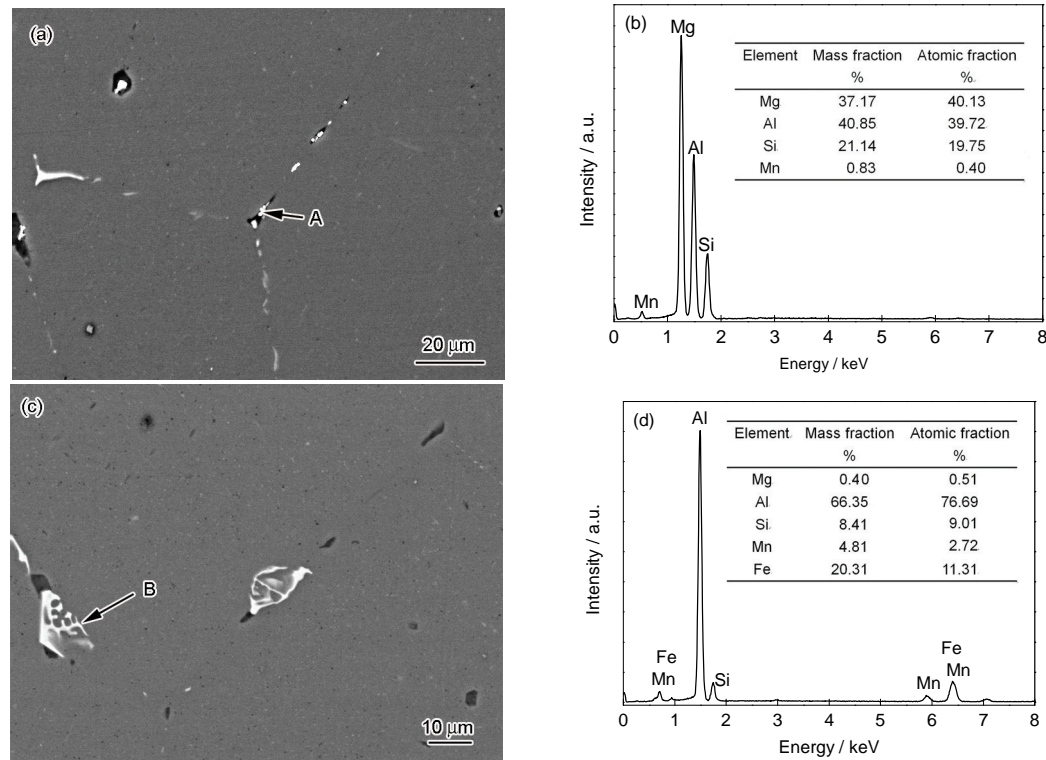 (a)
A
20 μm
(b)
Mg
Al
Si
Mn
Element Mass fraction Atomic fraction
% %
Mg 37.17 40.13
Al 40.85 39.72
Si 21.14 19.75
Mn 0.83 0.40
Intensity / a.u.
0 1 2 3 4 5 6 7 8
Energy / keV
(c)
B
10 μm
(d)
Al
Element Mass fraction Atomic fraction
% %
Mg 0.40 0.51
Al 66.35 76.69
Si 8.41 9.01
Mn 4.81 2.72
Fe 20.31 11.31
Fe
Mn
Si
Fe
Mn Mn
Intensity / a.u.
0 1 2 3 4 5 6 7 8
Energy / keV